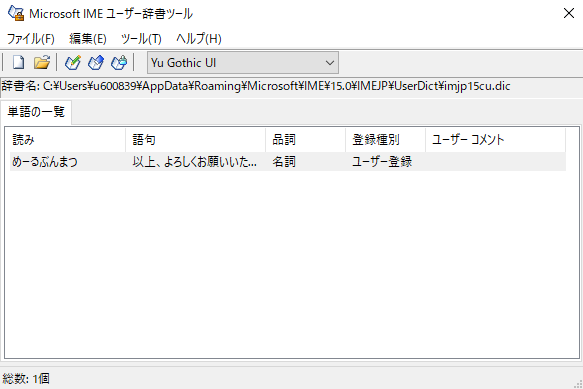 Microsoft IME ユーザー辞書ツール
ファイル(F) 編集(E) ツール(T) ヘルプ(H)
Yu Gothic UI
辞書名: C:¥Users¥u600839¥AppData¥Roaming¥Microsoft¥IME¥15.0¥IMEJP¥UserDict¥imjp15cu.dic
単語の一覧
読み 語句 品詞 登録種別 ユーザー コメント
めーるぶんまつ 以上、よろしくお願いいた... 名詞 ユーザー登録
総数: 1個